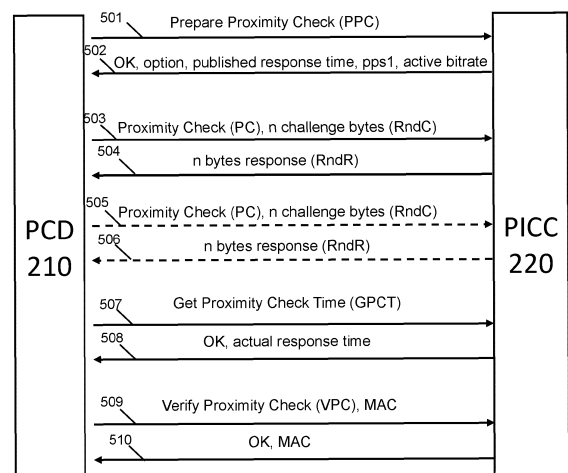 501
Prepare Proximity Check (PPC)
502
OK, option, published response time, pps1, active bitrate
503
Proximity Check (PC), n challenge bytes (RndC)
504
n bytes response (RndR)
505
Proximity Check (PC), n challenge bytes (RndC)
506
n bytes response (RndR)
PCD
210
PICC
220
507
Get Proximity Check Time (GPCT)
508
OK, actual response time
509
Verify Proximity Check (VPC), MAC
510
OK, MAC